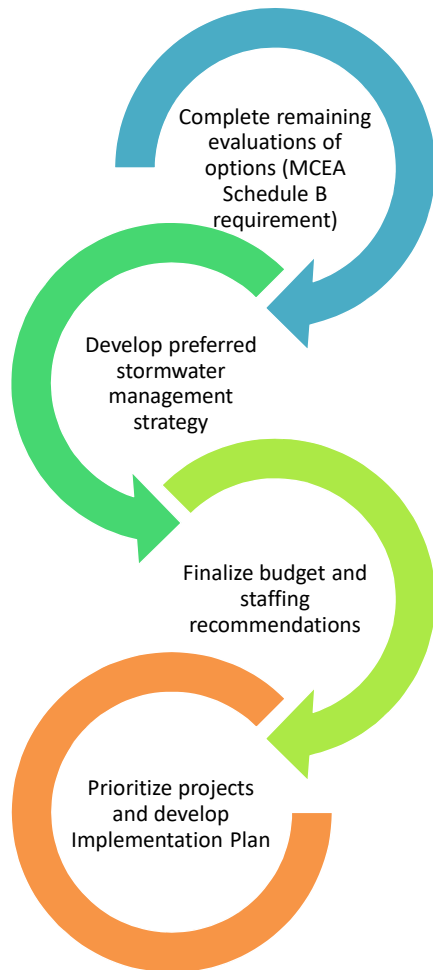 Complete remaining
evaluations of
options (MCEA
Schedule B
requirement)
Develop preferred
stormwater
management
strategy
Finalize budget and
staffing
recommendations
Prioritize projects
and develop
Implementation Plan